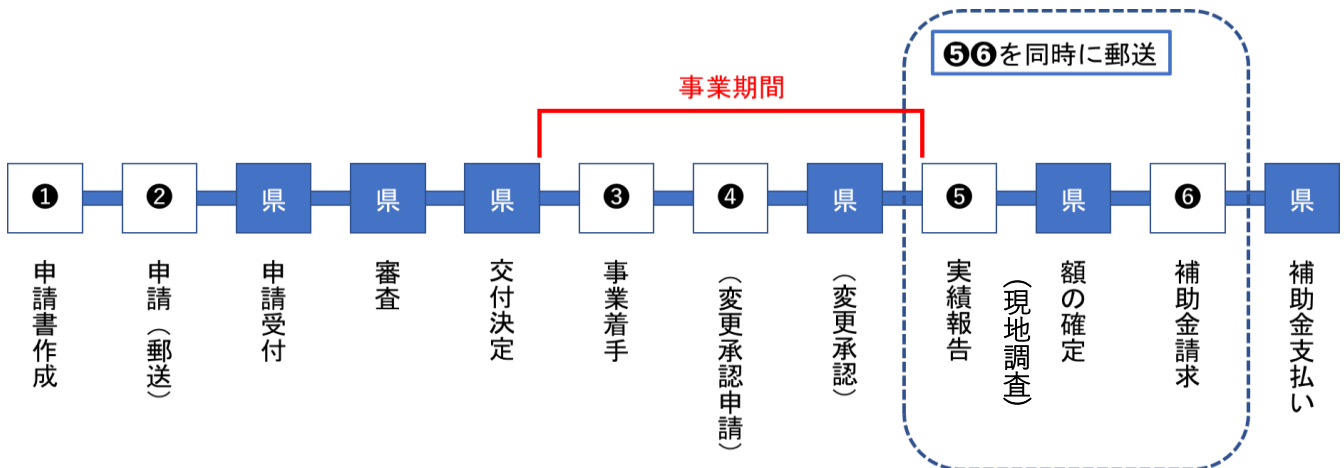 ❺❻を同時に郵送
事業期間
❶
❷
県
県
県
❸
❹
県
❺
県
❻
県
申請書作成
申請（郵送）
申請受付
審査
交付決定
事業着手
（変更承認申請）
（変更承認）
実績報告
（現地調査）
額の確定
補助金請求
補助金支払い